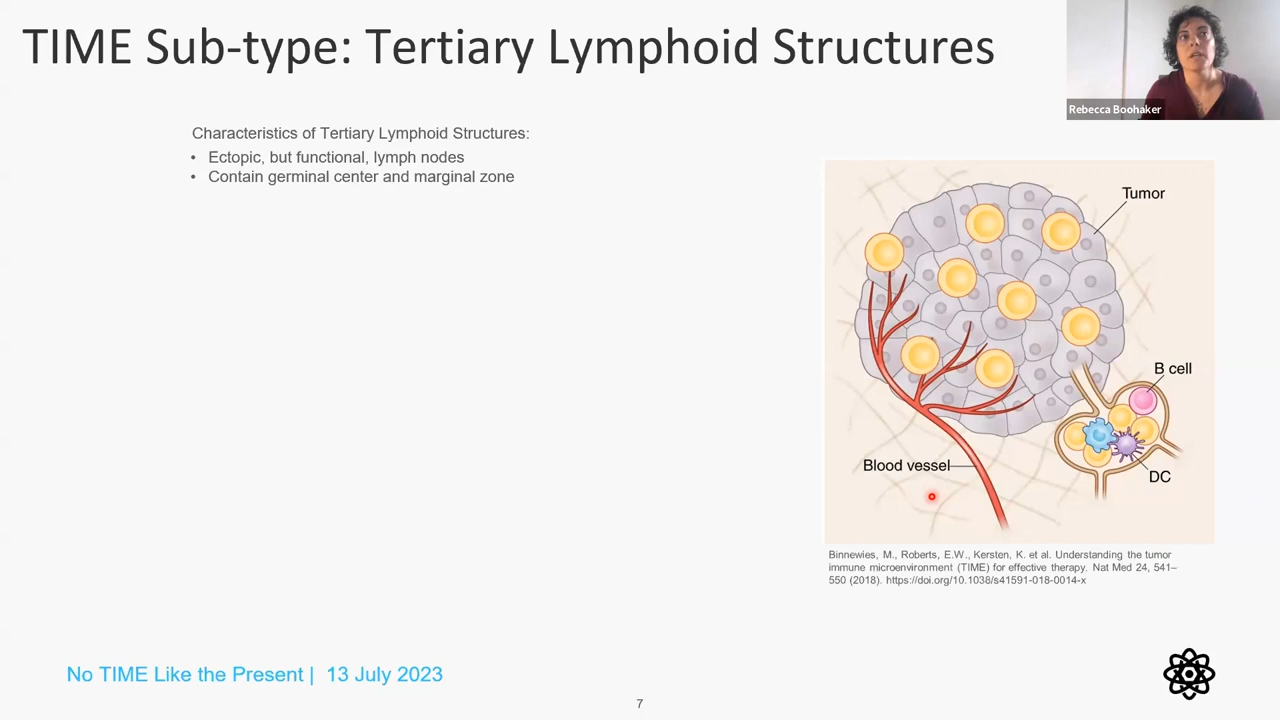 TIME Sub-type: Tertiary Lymphoid Structures
Rebecca Boohaker
Characteristics of Tertiary Lymphoid Structures:
• Ectopic, but functional, lymph nodes
• Contain germinal center and marginal zone
Tumor
B cell
Blood vessel
DC
Binnewies, M., Roberts, E.W., Kersten, K. et al. Understanding the tumor
immune microenvironment (TIME) for effective therapy. Nat Med 24, 541–
550 (2018). https://doi.org/10.1038/s41591-018-0014-x
No TIME Like the Present | 13 July 2023
7